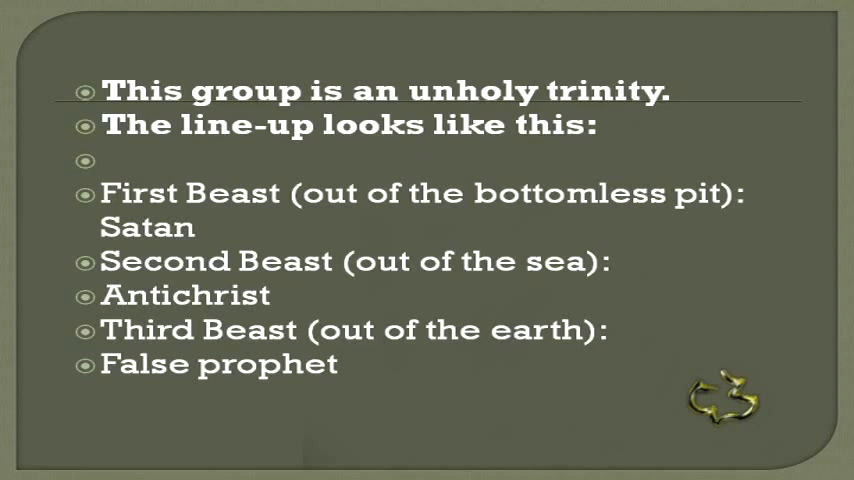 This group is an unholy trinity.
The line-up looks like this:
First Beast (out of the bottomless pit):
Satan
Second Beast (out of the sea):
Antichrist
Third Beast (out of the earth):
False prophet